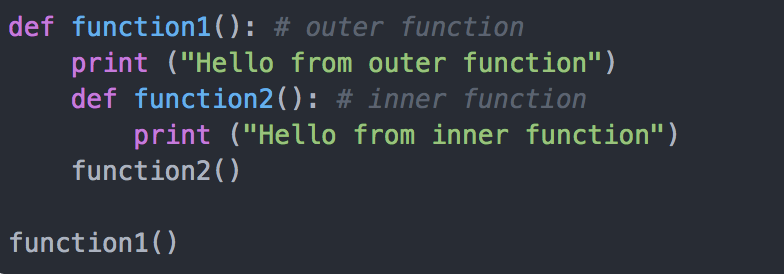 def function1(): # outer function
    print ("Hello from outer function")
    def function2(): # inner function
        print ("Hello from inner function")
    function2()

function1()